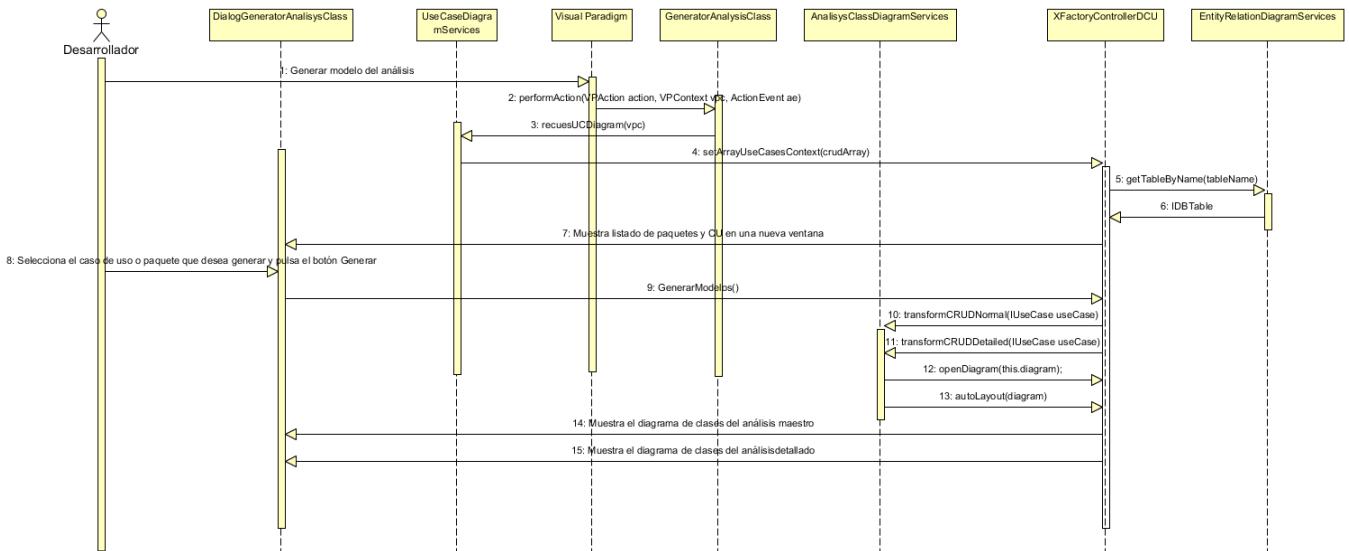 DialogGeneratorAnalisysClass
UseCaseDiagra
mServices
Visual Paradigm
GeneratorAnalysisClass
AnalisysClassDiagramServices
XFactoryControllerDCU
EntityRelationDiagramServices
Desarrollador
1: Generar modelo del análisis
2: performAction(VPAction action, VPContext vpc, ActionEvent ae)
3: recuesUCDiagram(vpc)
4: setArrayUseCasesContext(crudArray)
5: getTableByName(tableName)
6: IDBTable
7: Muestra listado de paquetes y CU en una nueva ventana
8: Selecciona el caso de uso o paquete que desea generar y pulsa el botón Generar
9: GenerarModelos()
10: transformCRUDNormal(IUseCase useCase)
11: transformCRUDDetailed(IUseCase useCase)
12: openDiagram(this.diagram);
13: autoLayout(diagram)
14: Muestra el diagrama de clases del análisis maestro
15: Muestra el diagrama de clases del análisisdetallado